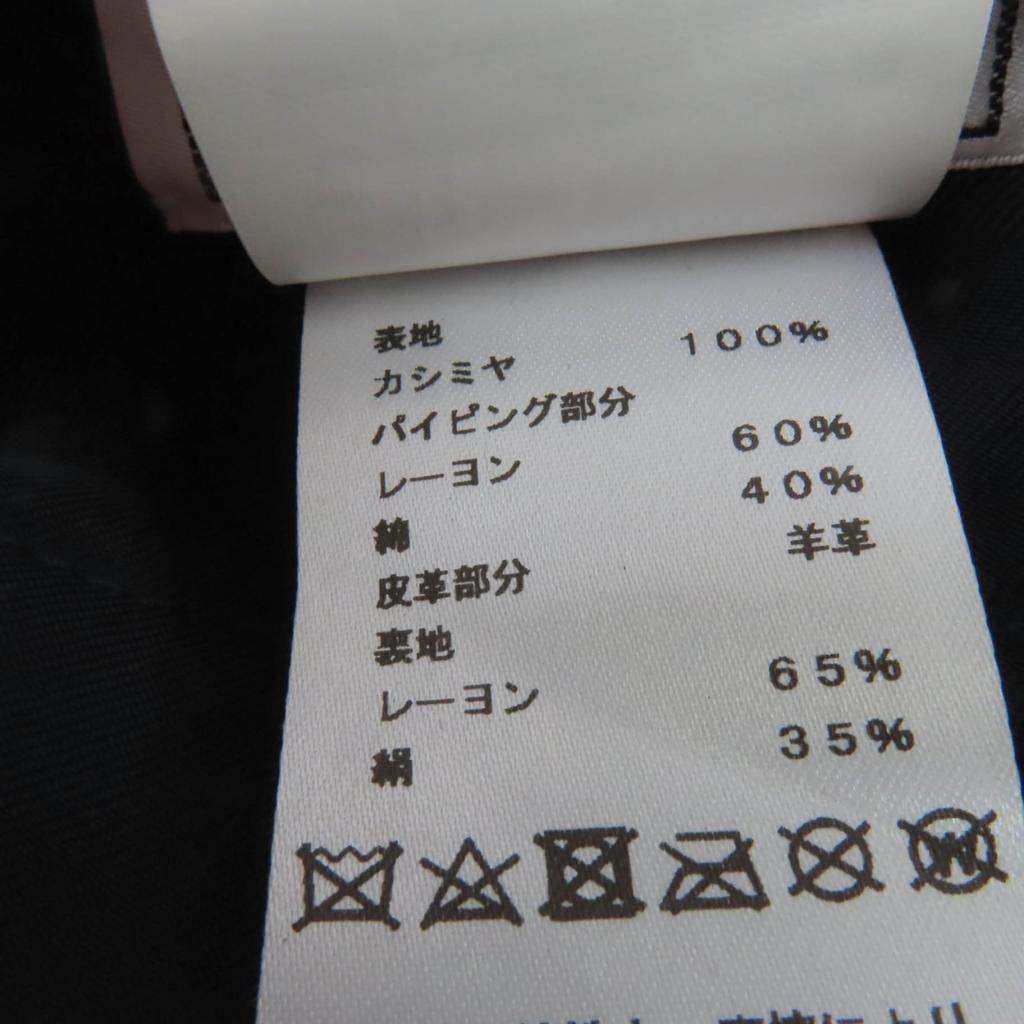 表地
カシミヤ 100%
パイピング部分
レーヨン 60%
綿 40%
皮革部分 羊革
裏地
レーヨン 65%
絹 35%
W